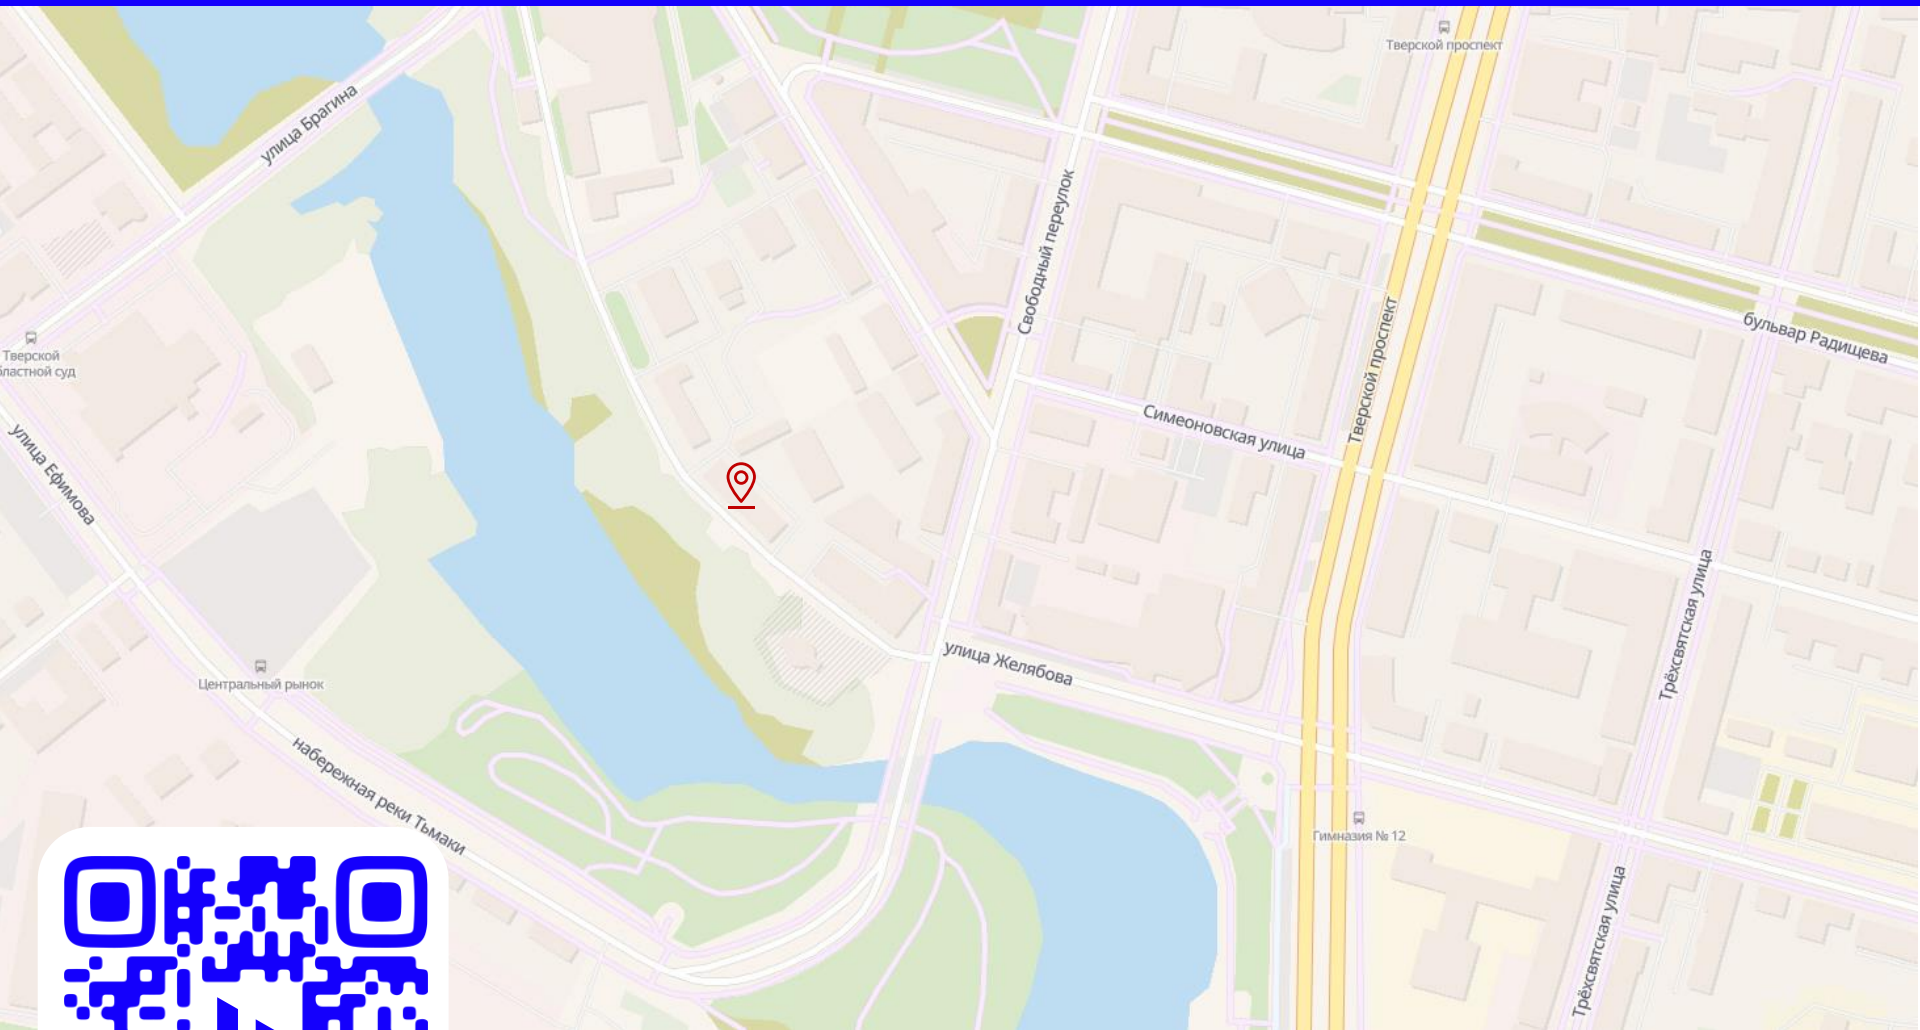 Тверской проспект
улица Брагина
Свободный переулок
Тверской проспект
бульвар Радищева
Тверской
бластной суд
Симеоновская улица
улица Ефимова
Трёхсвятская улица
улица Желябова
Центральный рынок
набережная реки Тьмаки
Гимназия № 12
Трёхсвятская улица